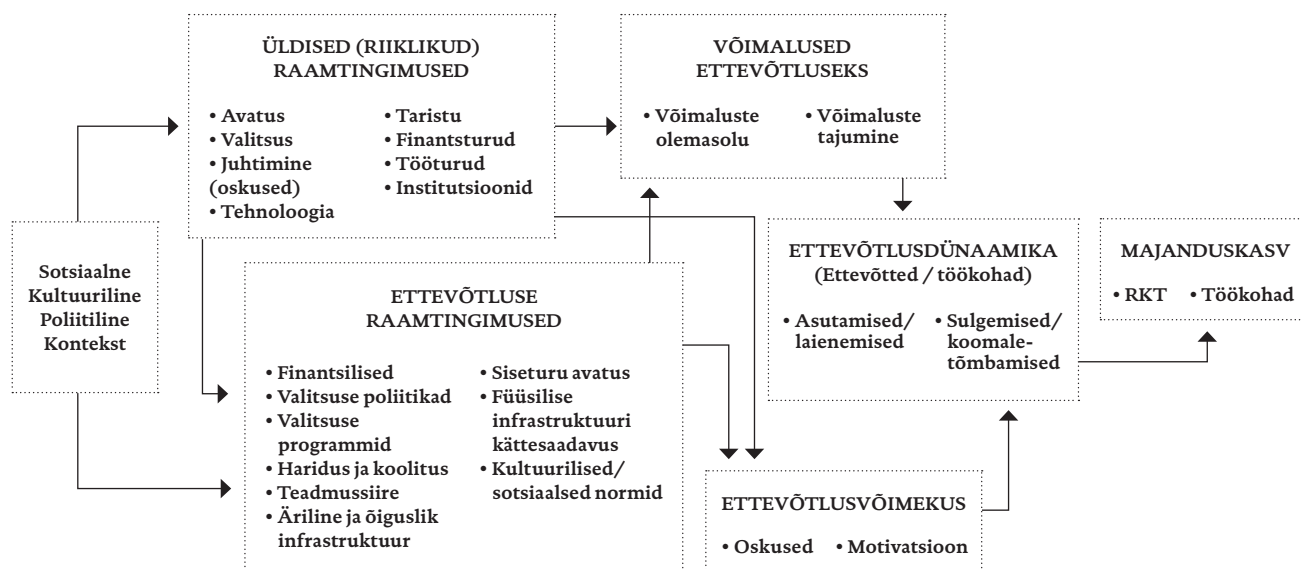 Sotsiaalne
Kultuuriline
Poliitiline
Kontekst
ÜLDISED (RIIKLIKUD)
RAAMTINGIMUSED
• Avatus
• Valitsus
• Juhtimine
(oskused)
• Tehnoloogia
• Taristu
• Finantsturud
• Tööturud
• Institutsioonid
ETTEVÕTLUSE
RAAMTINGIMUSED
• Finantsilised
• Valitsuse poliitikad
• Valitsuse
programmid
• Haridus ja koolitus
• Teadmussiire
• Äriline ja õiguslik
infrastruktuur
• Siseturu avatus
• Füüsilise
infrastruktuuri
kättesaadavus
• Kultuurilised/
sotsiaalsed normid
VÕIMALUSED
ETTEVÕTLUSEKS
• Võimaluste
olemasolu
• Võimaluste
tajumine
ETTEVÕTLUSVÕIMEKUS
• Oskused • Motivatsioon
ETTEVÕTLUSDÜNAAMIKA
(Ettevõtted / töökohad)
• Asutamised/
laienemised
• Sulgemised/
koomale-
tõmbamised
MAJANDUSKASV
• RKT • Töökohad